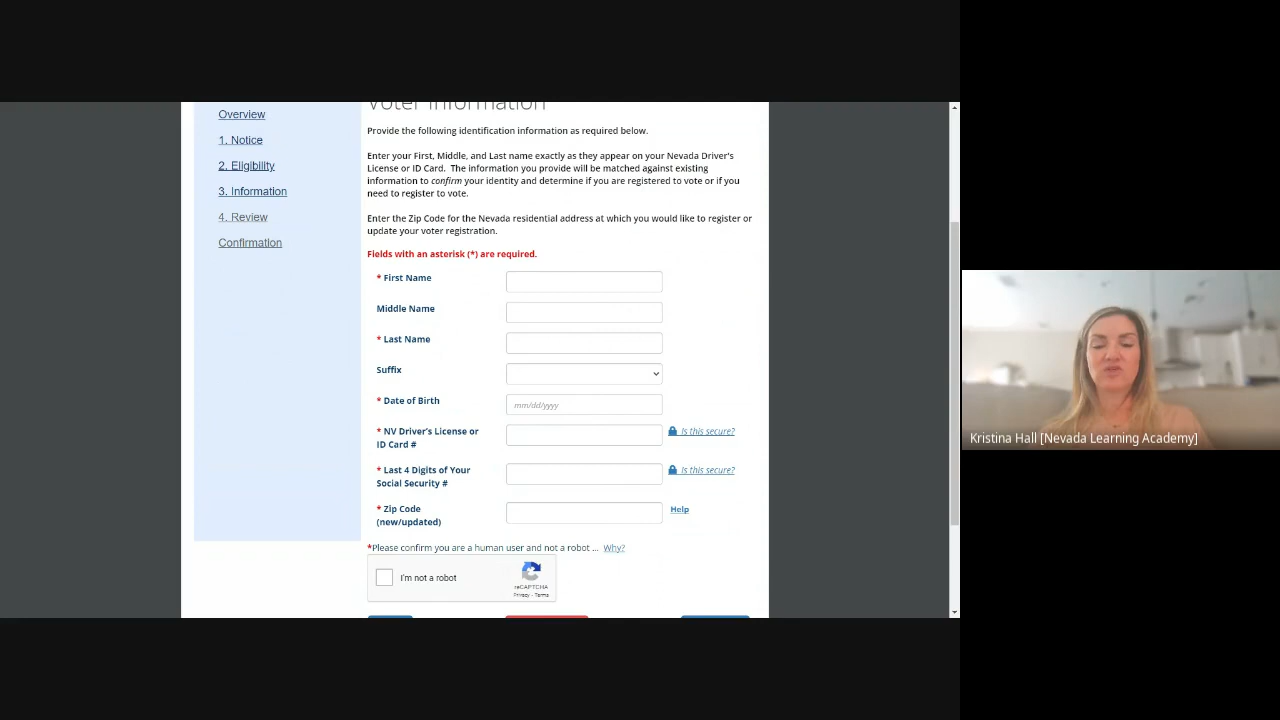 Voter Information
Overview
1. Notice
2. Eligibility
3. Information
4. Review
Confirmation
Provide the following identification information as required below.
Enter your First, Middle, and Last name exactly as they appear on your Nevada Driver's
License or ID Card. The information you provide will be matched against existing
information to confirm your identity and determine if you are registered to vote or if you
need to register to vote.
Enter the Zip Code for the Nevada residential address at which you would like to register or
update your voter registration.
Fields with an asterisk (*) are required.
* First Name
Middle Name
* Last Name
Suffix
* Date of Birth
mm/dd/yyyy
* NV Driver's License or
ID Card #
Is this secure?
* Last 4 Digits of Your
Social Security #
Is this secure?
* Zip Code
(new/updated)
Help
*Please confirm you are a human user and not a robot ... Why?
I'm not a robot
reCAPTCHA
Privacy - Terms
Kristina Hall [Nevada Learning Academy]